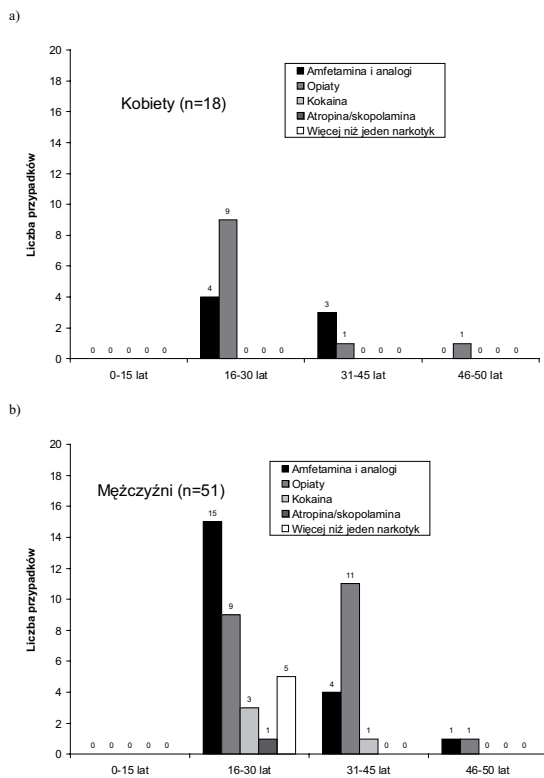 a)
20
18
16
14
12
10
8
6
4
2
0
Liczba przypadków
Kobiety (n=18)
Amfetamina i analogi
Opiaty
Kokaina
Atropina/skopolamina
Więcej niż jeden narkotyk
0 0 0 0 0
4 9 0 0 0
3 1 0 0 0
0 1 0 0 0
0-15 lat 16-30 lat 31-45 lat 46-50 lat
b)
20
18
16
14
12
10
8
6
4
2
0
Liczba przypadków
Mężczyźni (n=51)
Amfetamina i analogi
Opiaty
Kokaina
Atropina/skopolamina
Więcej niż jeden narkotyk
0 0 0 0 0
15 9 3 1 5
4 11 1 0 0
1 1 0 0 0
0-15 lat 16-30 lat 31-45 lat 46-50 lat